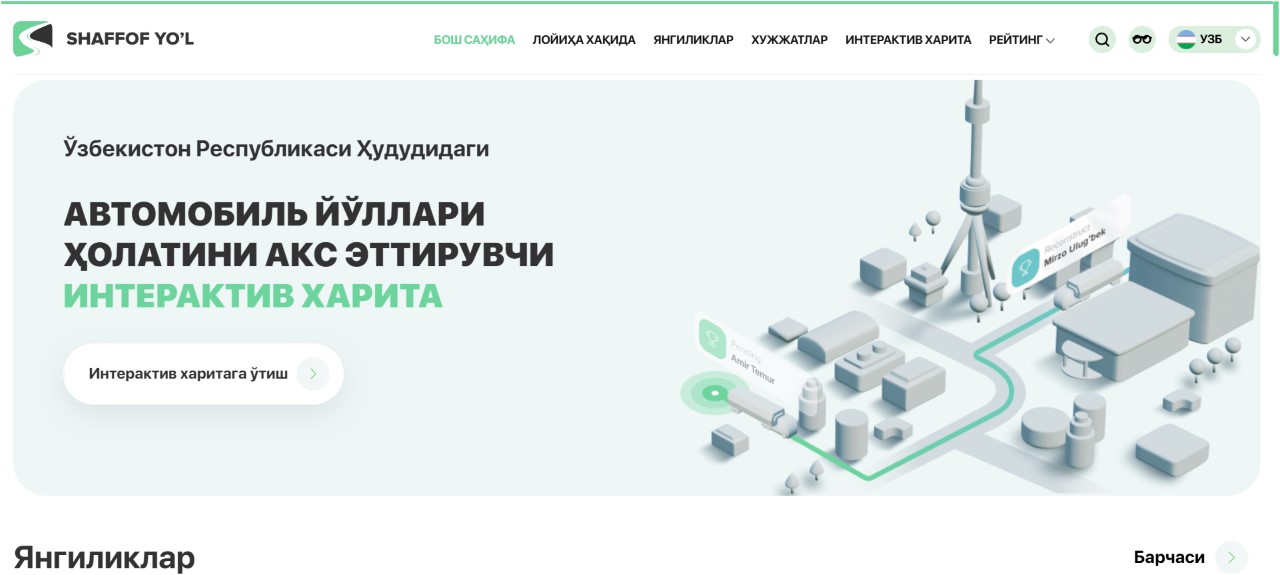 SHAFFOF YO'L
БОШ САҲИФА ЛОЙИҲА ҲАҚИДА ЯНГИЛИКЛАР ХУЖЖАТЛАР ИНТЕРАКТИВ ХАРИТА РЕЙТИНГ
УЗБ
Ўзбекистон Республикаси Ҳудудидаги
АВТОМОБИЛЬ ЙЎЛЛАРИ
ҲОЛАТИНИ АКС ЭТТИРУВЧИ
ИНТЕРАКТИВ ХАРИТА
Интерактив харитага ўтиш
Reconstruct
Mirzo Ulug'bek
Pending
Amir Temur
Янгиликлар
Барчаси